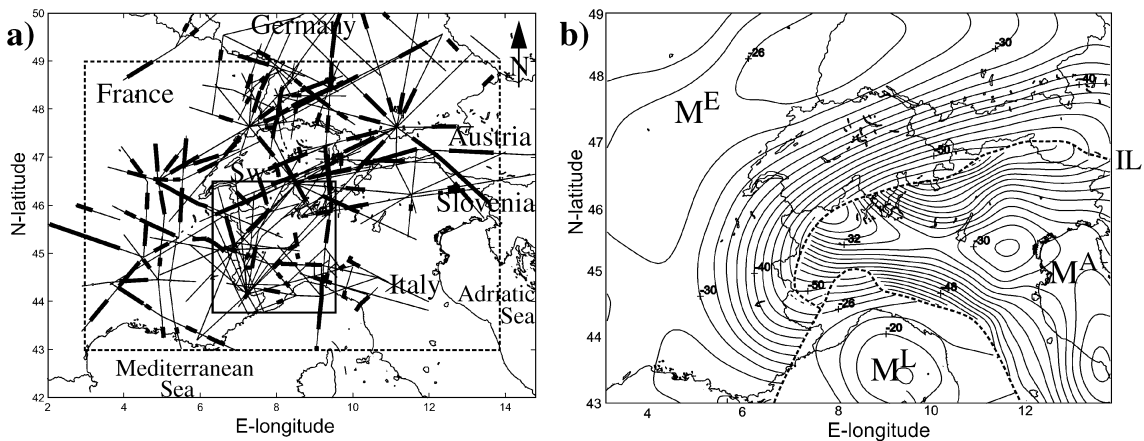 a)
50
49
48
47
46
45
44
43
42
N-latitude
2 4 6 8 10 12 14
E-longitude
Germany
N
France
Austria
Sw
Slovenia
Italy
Adriatic
Sea
Mediterranean
Sea
b)
49
48
47
46
45
44
43
N-latitude
4 6 8 10 12
E-longitude
-26
-30
-40
M^E
-50
IL
-32
-30
-40
M^A
-50
-48
-30
-26
-20
M^L